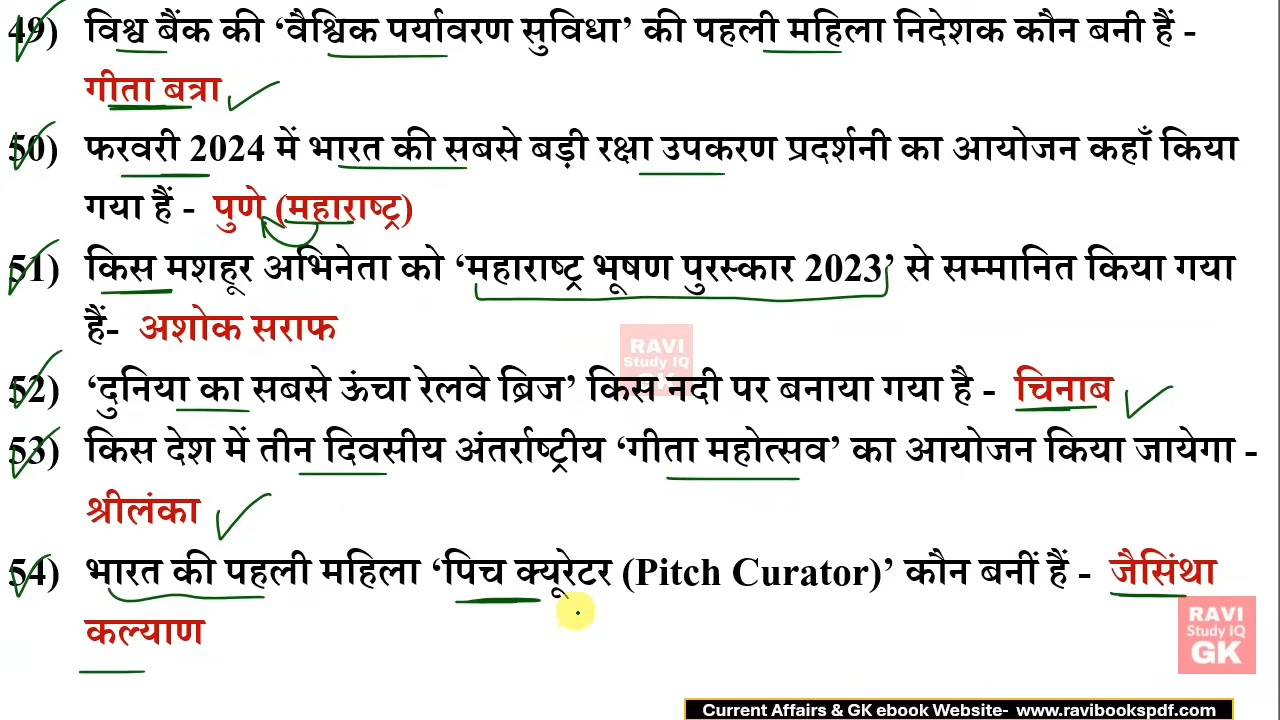 49) विश्व बैंक की ‘वैश्विक पर्यावरण सुविधा’ की पहली महिला निदेशक कौन बनी हैं -
गीता बत्रा
50) फरवरी 2024 में भारत की सबसे बड़ी रक्षा उपकरण प्रदर्शनी का आयोजन कहाँ किया
गया हैं - पुणे (महाराष्ट्र)
51) किस मशहूर अभिनेता को ‘महाराष्ट्र भूषण पुरस्कार 2023’ से सम्मानित किया गया
हैं- अशोक सराफ
RAVI
Study IQ
GK
52) ‘दुनिया का सबसे ऊंचा रेलवे ब्रिज’ किस नदी पर बनाया गया है - चिनाब
53) किस देश में तीन दिवसीय अंतर्राष्ट्रीय ‘गीता महोत्सव’ का आयोजन किया जायेगा -
श्रीलंका
54) भारत की पहली महिला ‘पिच क्यूरेटर (Pitch Curator)’ कौन बनीं हैं - जैसिंथा
कल्याण
RAVI
Study IQ
GK
Current Affairs & GK ebook Website- www.ravibookspdf.com